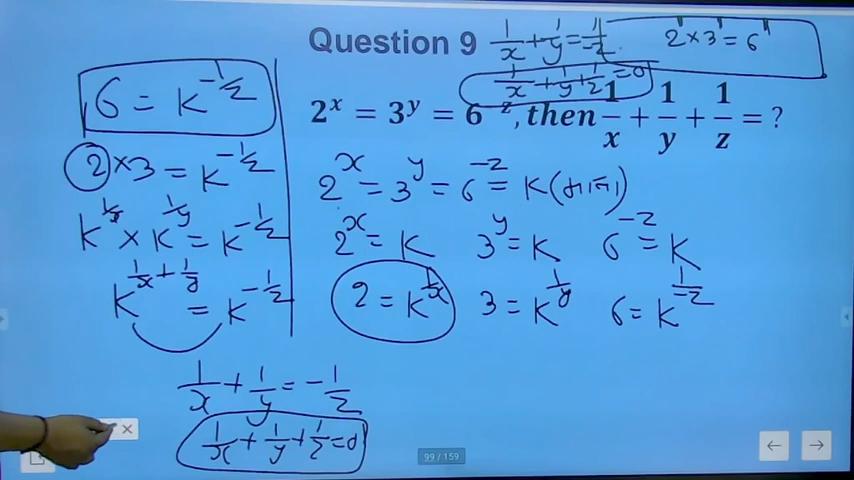 Question 9
1/x + 1/y = -1/z
2 × 3 = 6
1/x + 1/y + 1/z = 0
2^x = 3^y = 6^-z, then 1/x + 1/y + 1/z = ?
6 = K^-1/z
2 × 3 = K^-1/z
K^1/x × K^1/y = K^-1/z
K^1/x + 1/y = K^-1/z
1/x + 1/y = -1/z
1/x + 1/y + 1/z = 0
2^x = 3^y = 6^-z = K (माना)
2^x = K 3^y = K 6^-z = K
2 = K^1/x 3 = K^1/y 6 = K^1/-z
99 / 159